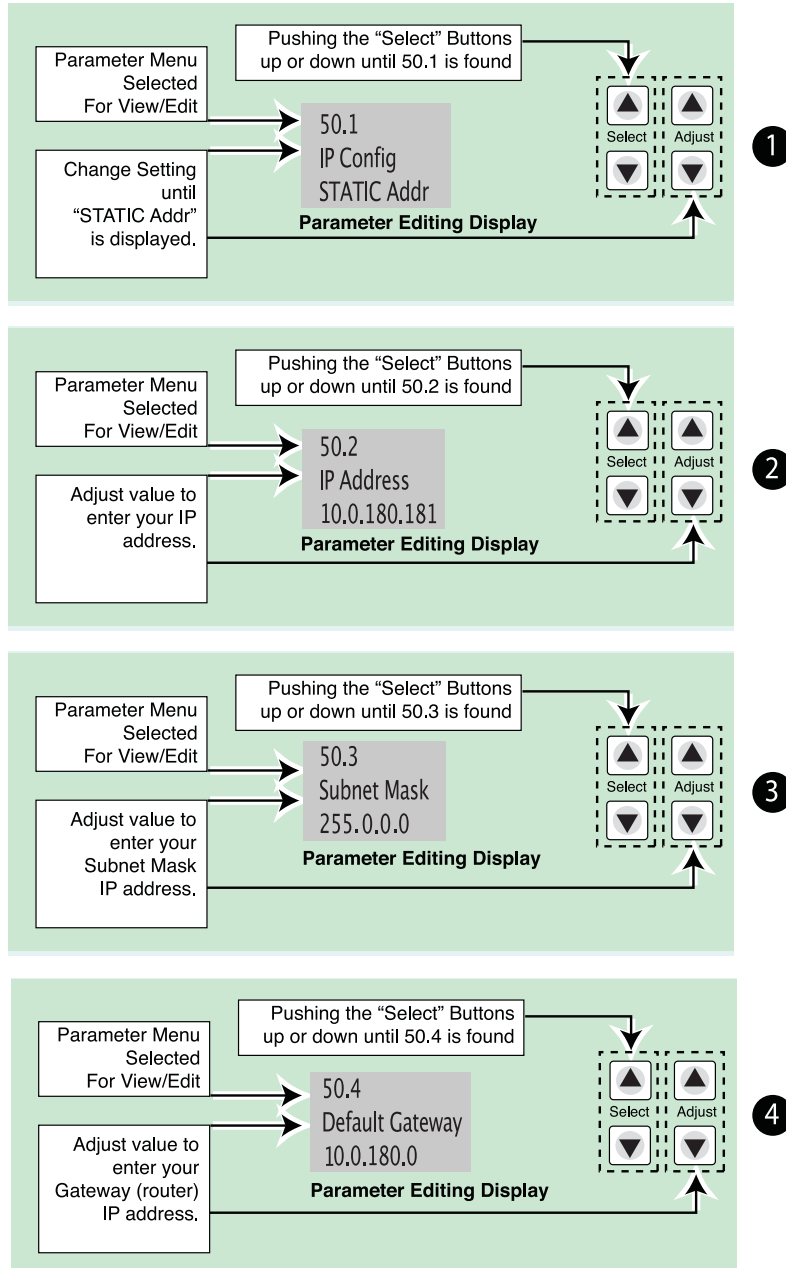 Pushing the “Select” Buttons
up or down until 50.1 is found
Parameter Menu
Selected
For View/Edit
50.1
IP Config
STATIC Addr
Parameter Editing Display
Change Setting
until
“STATIC Addr”
is displayed.
Select
Adjust
1
Pushing the “Select” Buttons
up or down until 50.2 is found
Parameter Menu
Selected
For View/Edit
50.2
IP Address
10.0.180.181
Parameter Editing Display
Adjust value to
enter your IP
address.
Select
Adjust
2
Pushing the “Select” Buttons
up or down until 50.3 is found
Parameter Menu
Selected
For View/Edit
50.3
Subnet Mask
255.0.0.0
Parameter Editing Display
Adjust value to
enter your
Subnet Mask
IP address.
Select
Adjust
3
Pushing the “Select” Buttons
up or down until 50.4 is found
Parameter Menu
Selected
For View/Edit
50.4
Default Gateway
10.0.180.0
Parameter Editing Display
Adjust value to
enter your
Gateway (router)
IP address.
Select
Adjust
4